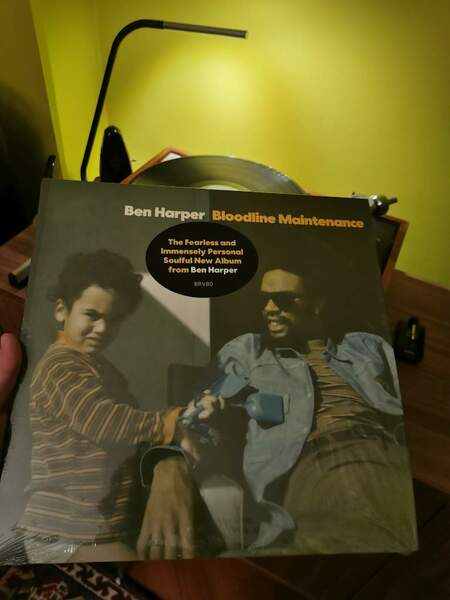 Ben Harper Bloodline Maintenance
The Fearless and
Immensely Personal
Soulful New Album
from Ben Harper
BRV80